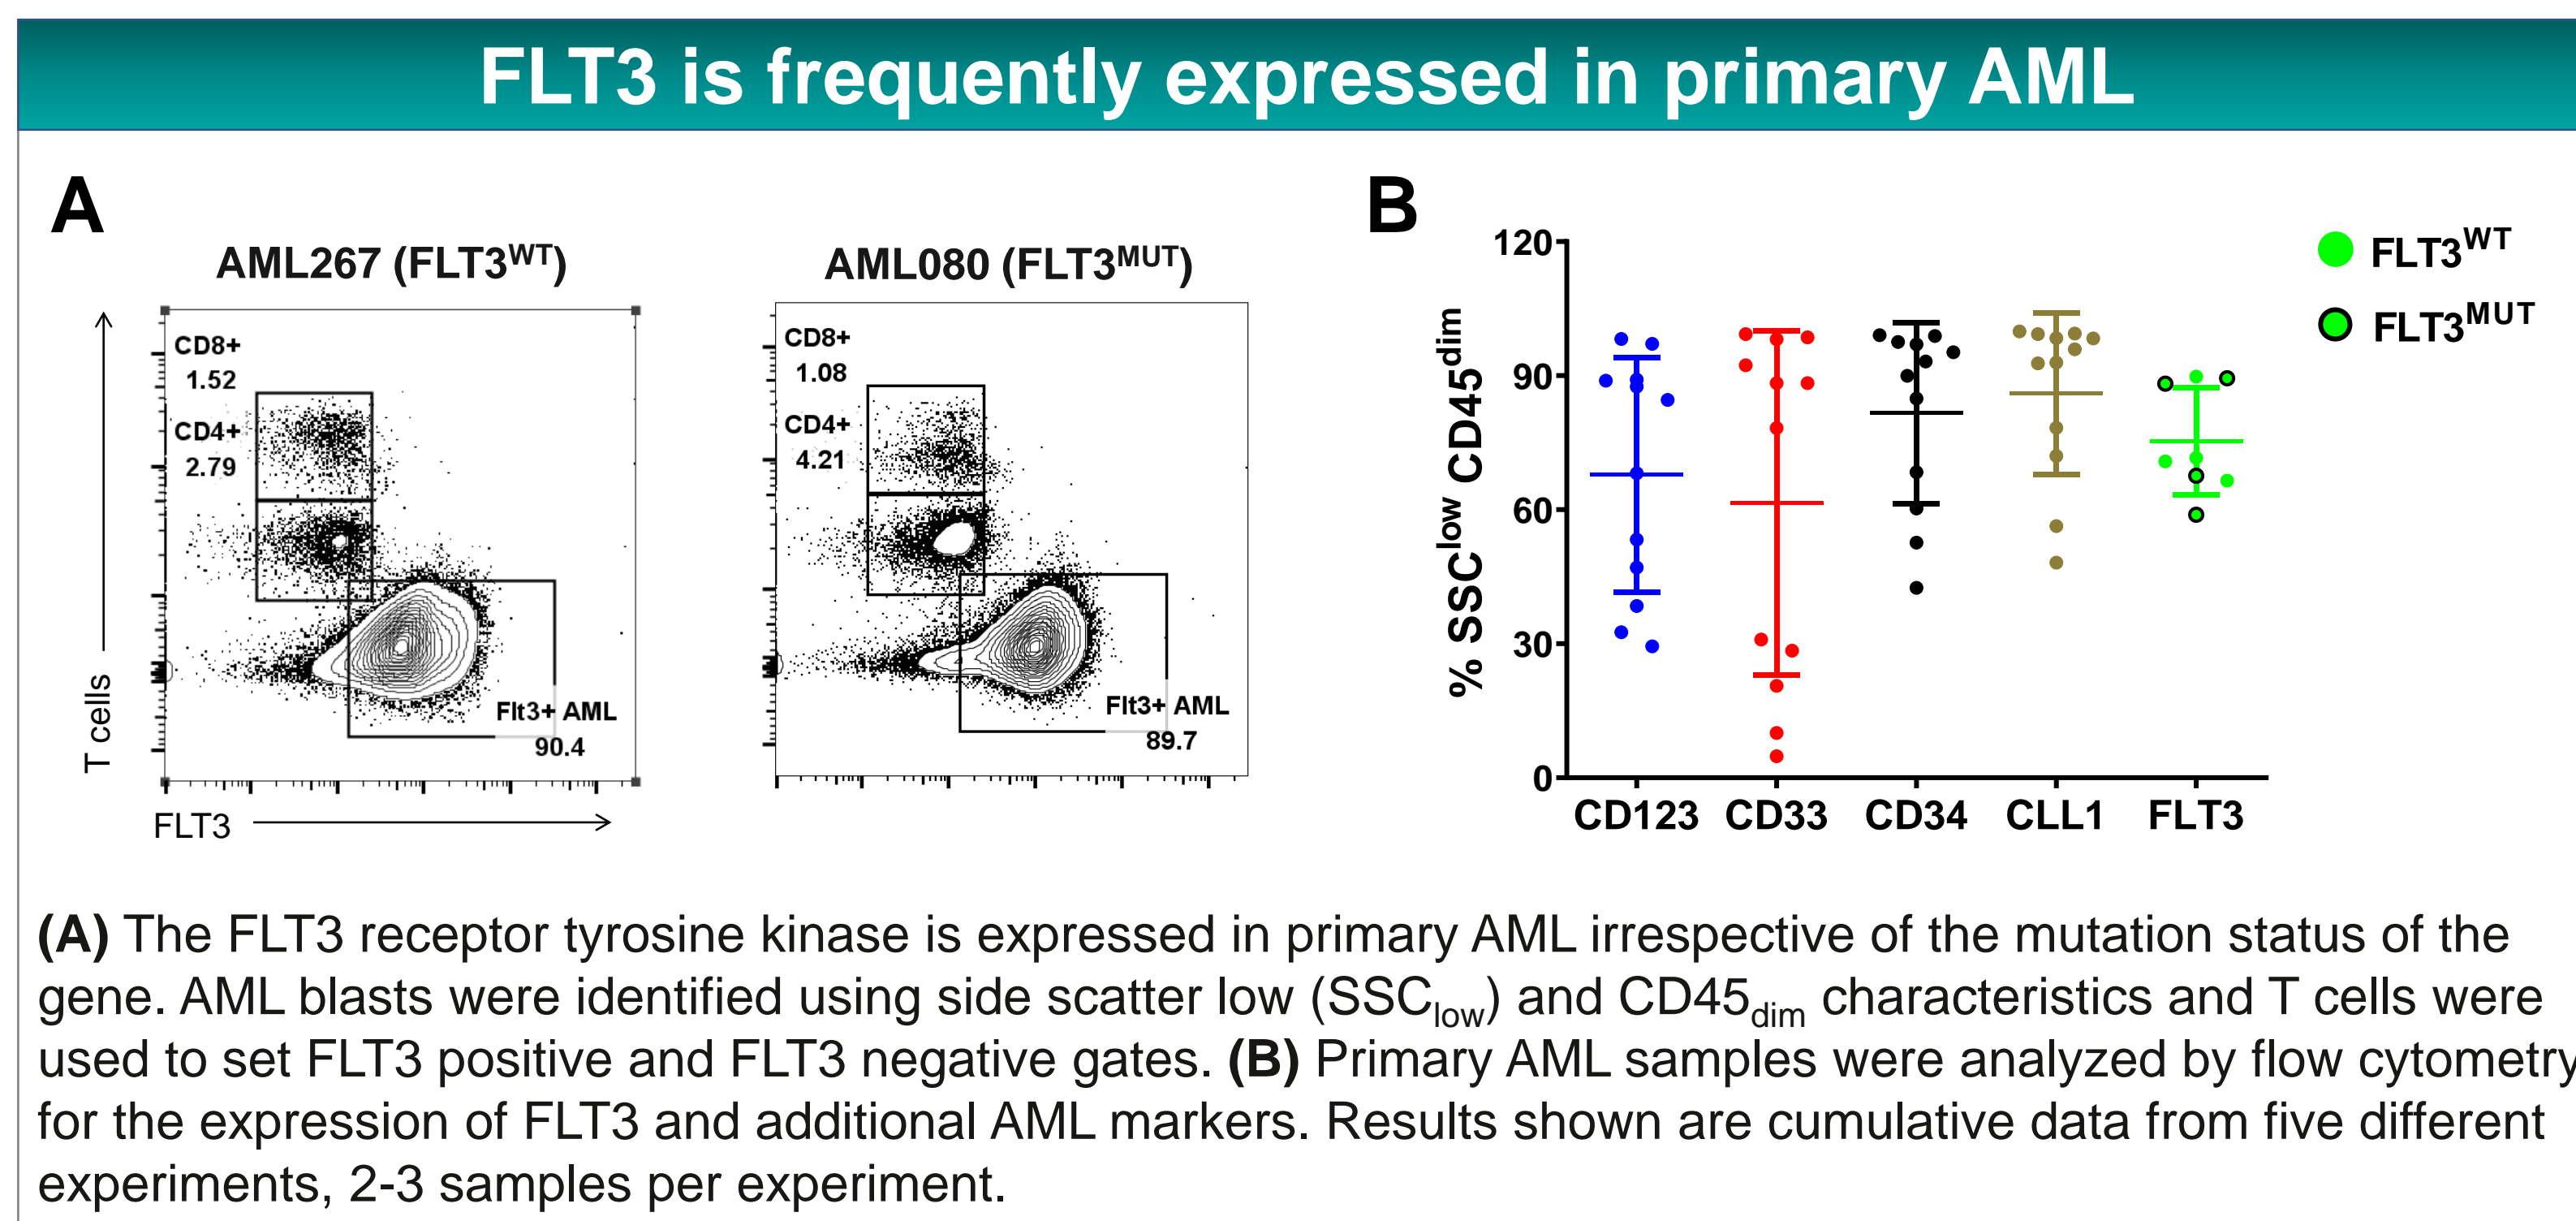 FLT3 is frequently expressed in primary AML
A
AML267 (FLT3WT)
CD8+
1.52
CD4+
2.79
Flt3+ AML
90.4
T cells
FLT3
AML080 (FLT3MUT)
CD8+
1.08
CD4+
4.21
Flt3+ AML
89.7
B
% SSClow CD45dim
120
90
60
30
0
CD123 CD33 CD34 CLL1 FLT3
FLT3WT
FLT3MUT
(A) The FLT3 receptor tyrosine kinase is expressed in primary AML irrespective of the mutation status of the
gene. AML blasts were identified using side scatter low (SSClow) and CD45dim characteristics and T cells were
used to set FLT3 positive and FLT3 negative gates. (B) Primary AML samples were analyzed by flow cytometry
for the expression of FLT3 and additional AML markers. Results shown are cumulative data from five different
experiments, 2-3 samples per experiment.